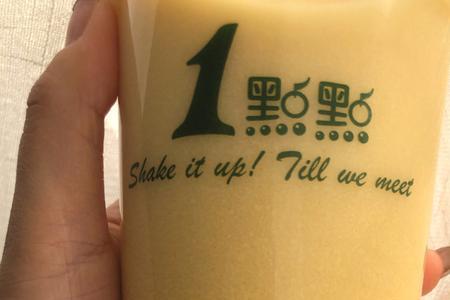 1點點
Shake it up! Till we meet